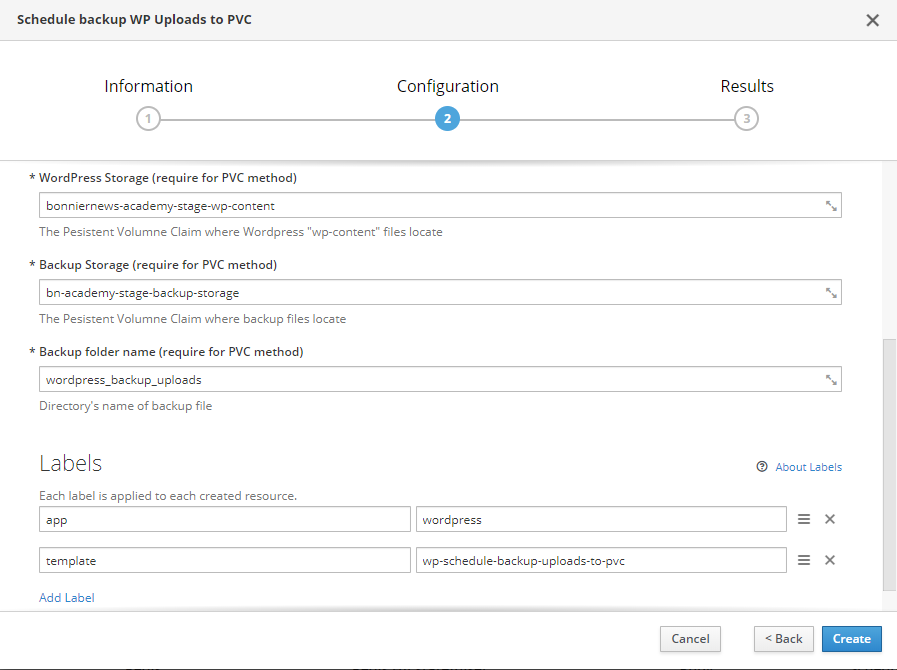 Schedule backup WP Uploads to PVC
Information
Configuration
Results
1
2
3
* WordPress Storage (require for PVC method)
bonniernews-academy-stage-wp-content
The Pesistent Volumne Claim where Wordpress "wp-content" files locate
* Backup Storage (require for PVC method)
bn-academy-stage-backup-storage
The Pesistent Volumne Claim where backup files locate
* Backup folder name (require for PVC method)
wordpress_backup_uploads
Directory's name of backup file
Labels
About Labels
Each label is applied to each created resource.
app
wordpress
template
wp-schedule-backup-uploads-to-pvc
Add Label
Cancel
< Back
Create